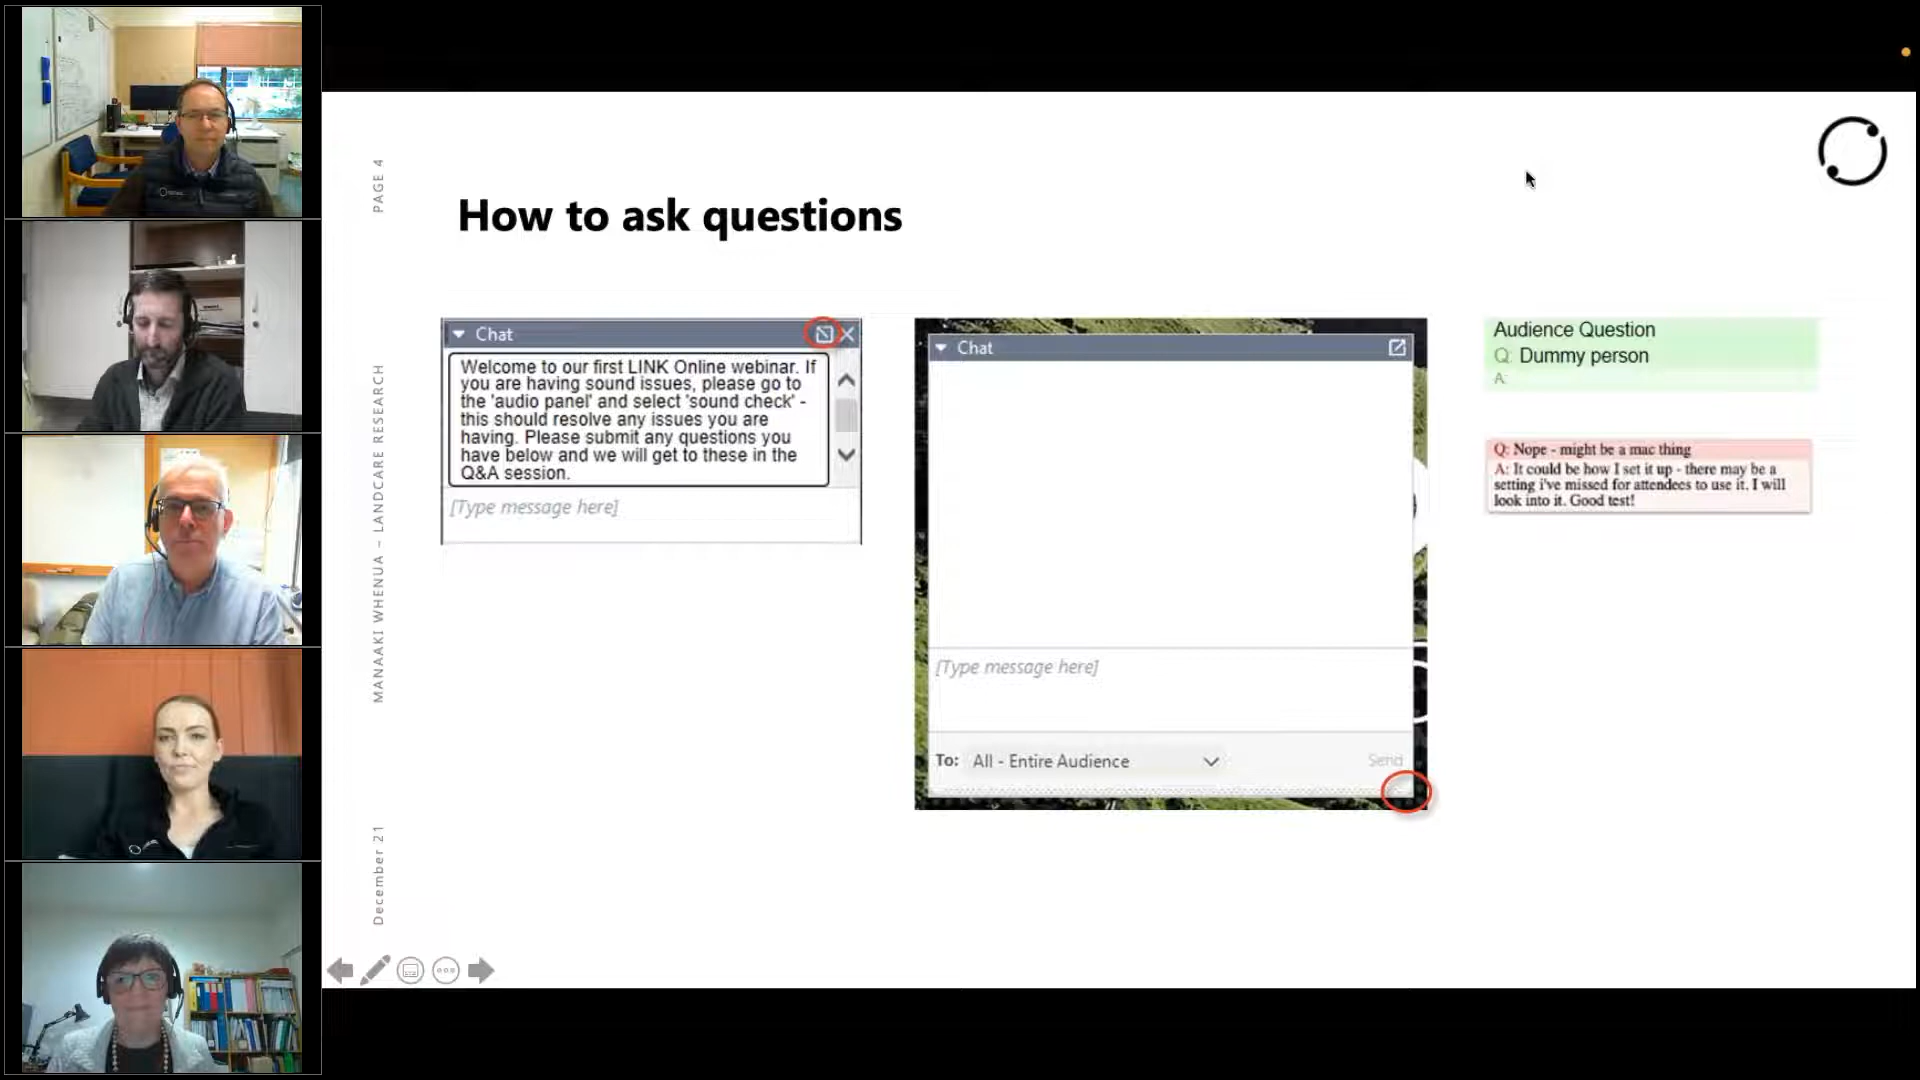 PAGE 4
MANAAKI WHENUA – LANDCARE RESEARCH
December 21
How to ask questions
Chat
Welcome to our first LINK Online webinar. If
you are having sound issues, please go to
the 'audio panel' and select 'sound check' -
this should resolve any issues you are
having. Please submit any questions you
have below and we will get to these in the
Q&A session.
[Type message here]
Chat
[Type message here]
To: All - Entire Audience
Send
Audience Question
Q: Dummy person
A:
Q: Nope - might be a mac thing
A: It could be how I set it up - there may be a
setting i've missed for attendees to use it. I will
look into it. Good test!